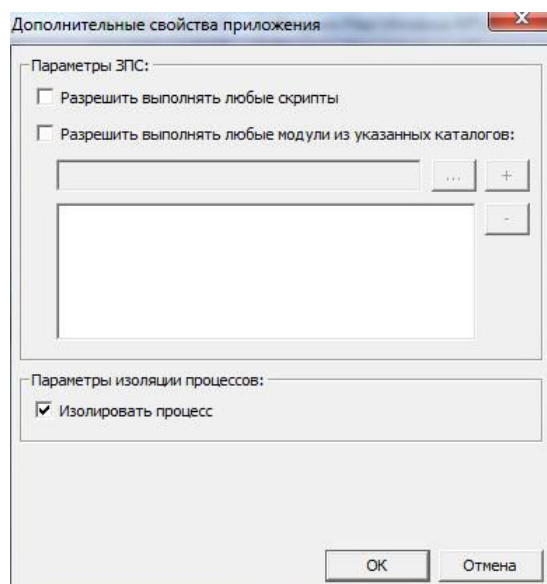 Дополнительные свойства приложения
Параметры ЗПС:
Разрешить выполнять любые скрипты
Разрешить выполнять любые модули из указанных каталогов:
...
+
-
Параметры изоляции процессов:
Изолировать процесс
ОК
Отмена